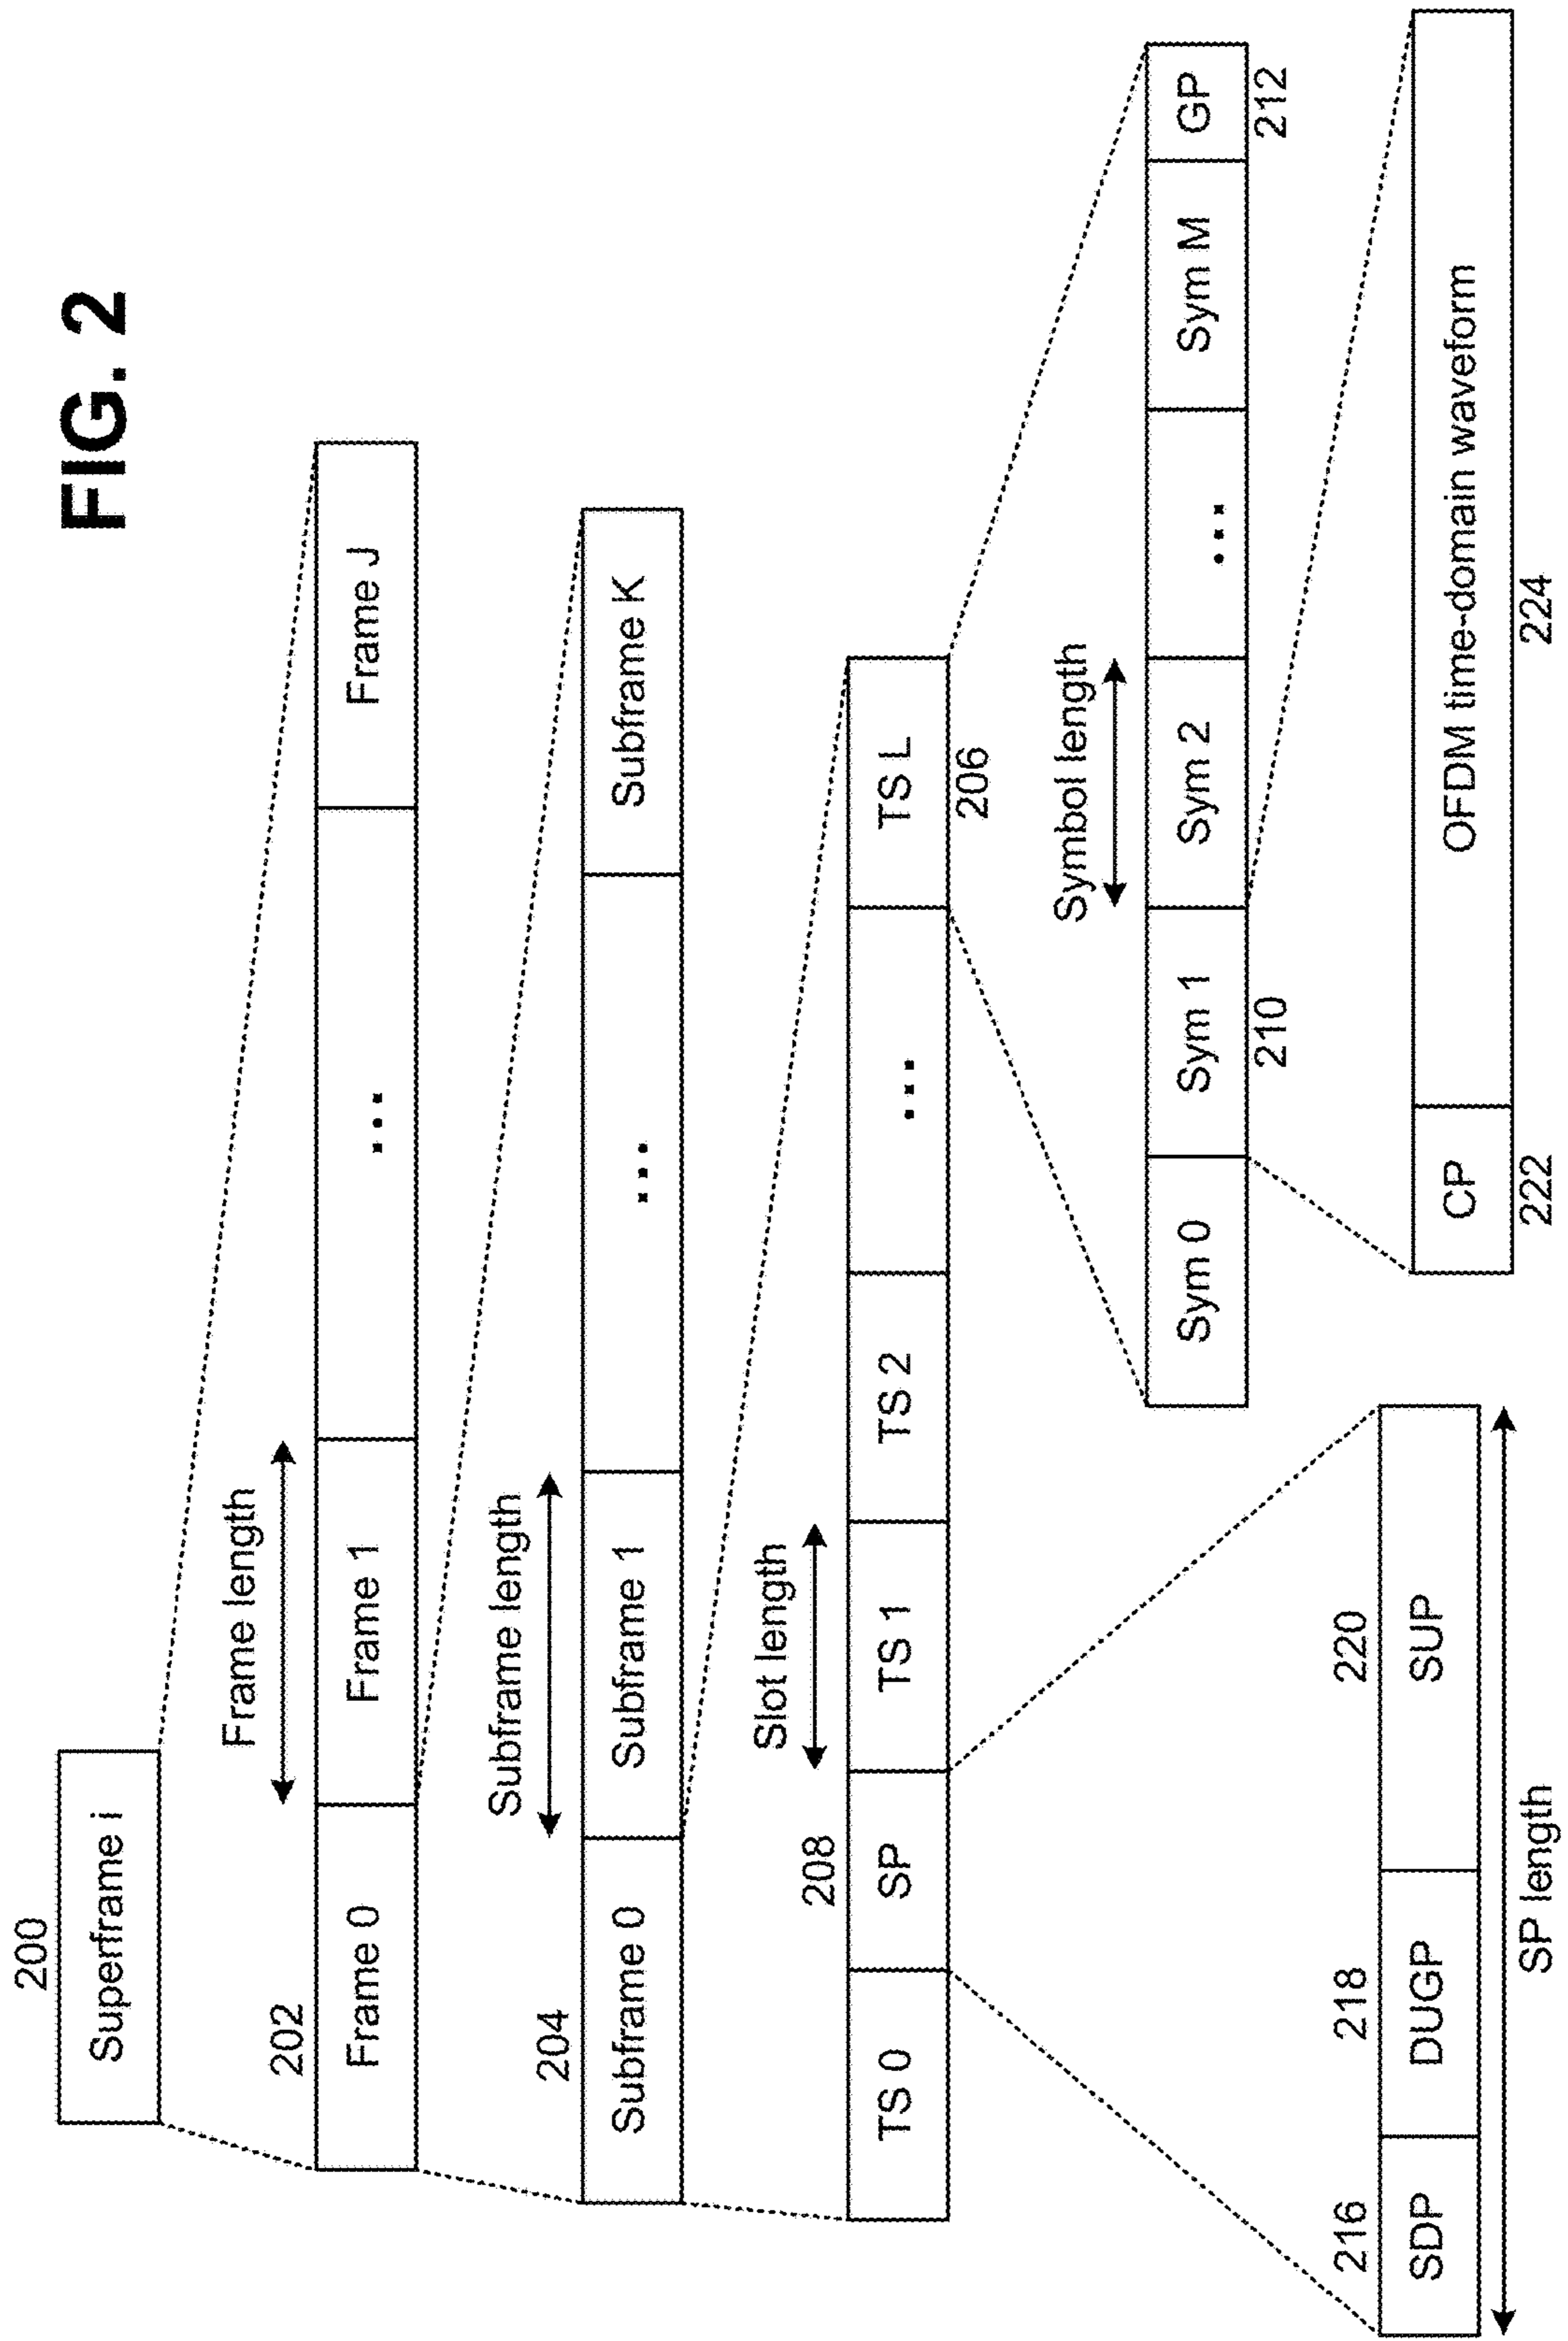 FIG. 2
200
Superframe i
Frame length
202
Frame 0 Frame 1 ... Frame J
Subframe length
204
Subframe 0 Subframe 1 ... Subframe K
Slot length
208
TS 0 SP TS 1 TS 2 ... TS L
206
Symbol length
Sym 0 Sym 1 Sym 2 ... Sym M GP
210 212
216 218 220
SDP DUGP SUP
SP length
CP OFDM time-domain waveform
222 224